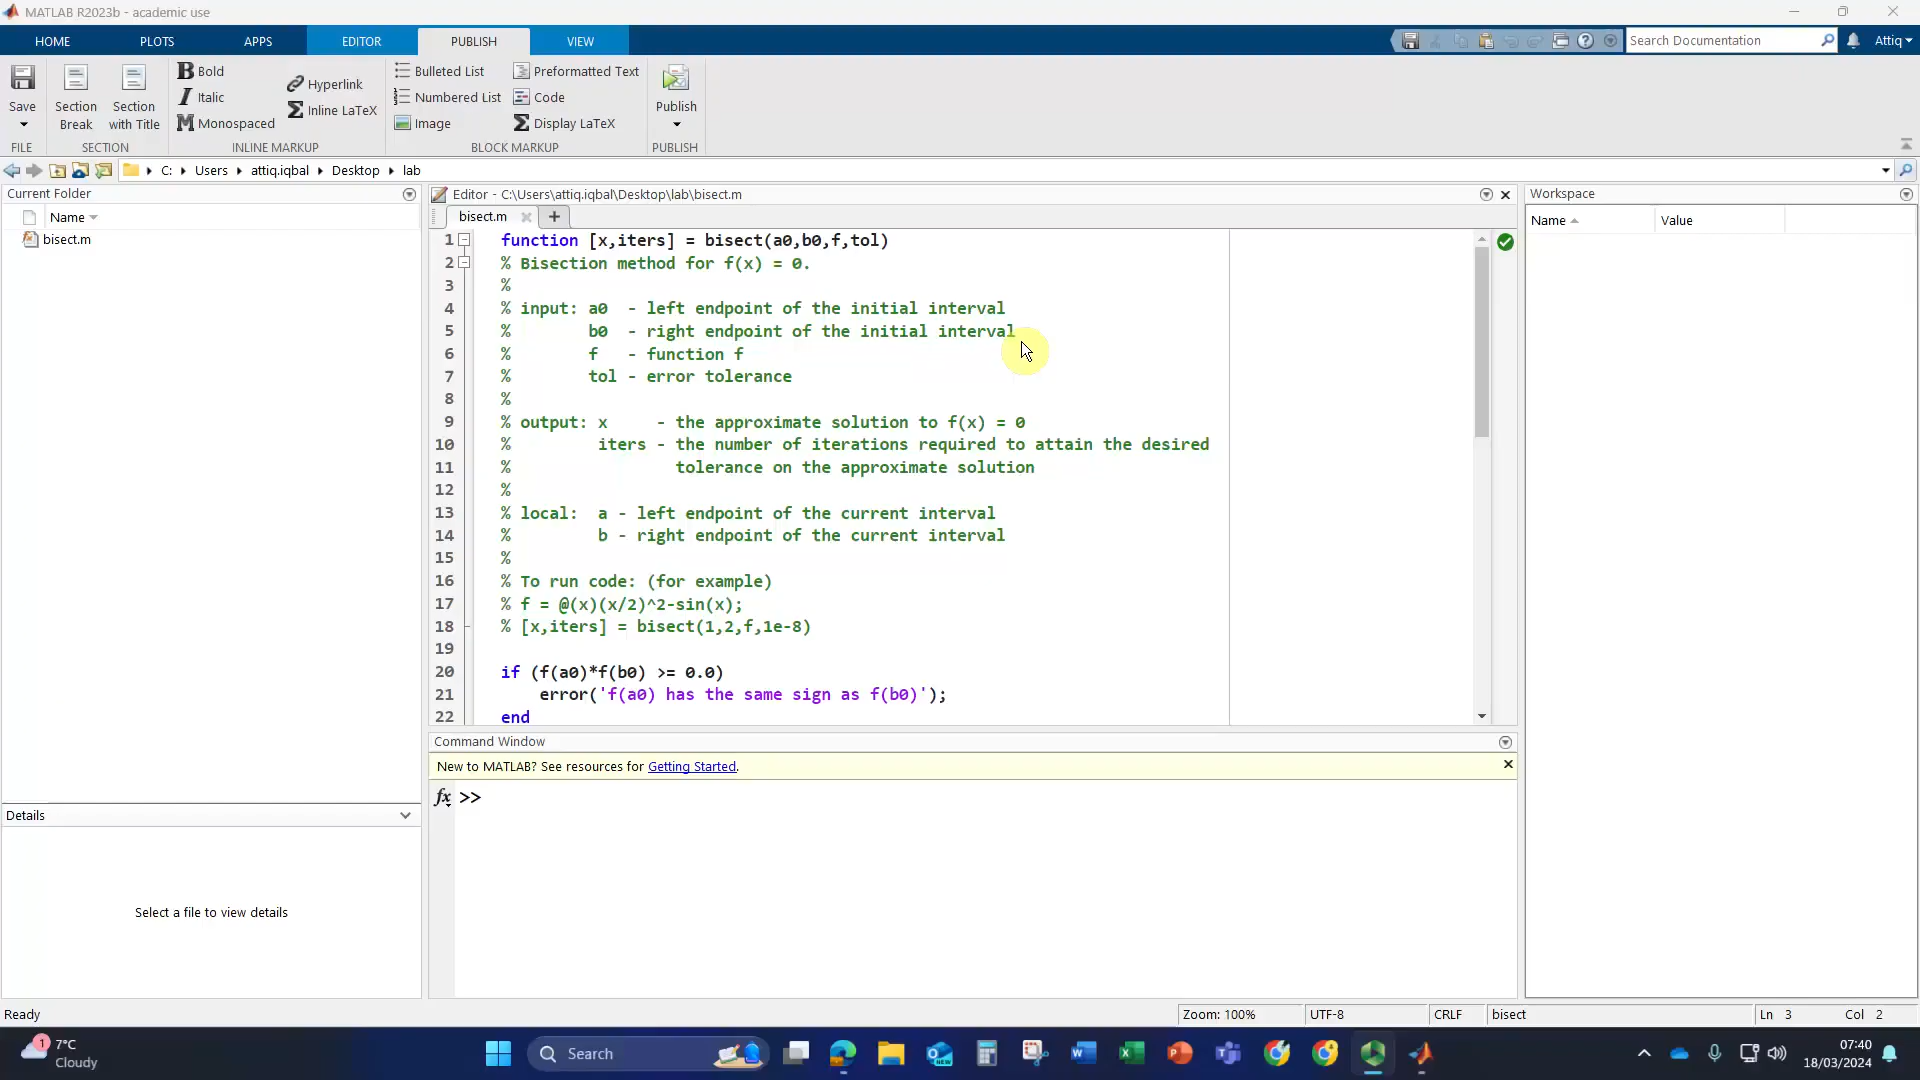 MATLAB R2023b - academic use
HOME PLOTS APPS EDITOR PUBLISH VIEW
Search Documentation
Attiq
Save
Section Break
Section with Title
Bold
Italic
Monospaced
Hyperlink
Inline LaTeX
Bulleted List
Numbered List
Image
Preformatted Text
Code
Display LaTeX
Publish
FILE SECTION INLINE MARKUP BLOCK MARKUP PUBLISH
C: Users attiq.iqbal Desktop lab
Current Folder
Name
bisect.m
Details
Select a file to view details
Editor - C:\Users\attiq.iqbal\Desktop\lab\bisect.m
bisect.m
1 function [x,iters] = bisect(a0,b0,f,tol)
2 % Bisection method for f(x) = 0.
3 %
4 % input: a0 - left endpoint of the initial interval
5 % b0 - right endpoint of the initial interval
6 % f - function f
7 % tol - error tolerance
8 %
9 % output: x - the approximate solution to f(x) = 0
10 % iters - the number of iterations required to attain the desired
11 % tolerance on the approximate solution
12 %
13 % local: a - left endpoint of the current interval
14 % b - right endpoint of the current interval
15 %
16 % To run code: (for example)
17 % f = @(x)(x/2)^2-sin(x);
18 % [x,iters] = bisect(1,2,f,1e-8)
19
20 if (f(a0)*f(b0) >= 0.0)
21 error('f(a0) has the same sign as f(b0)');
22 end
Command Window
New to MATLAB? See resources for Getting Started.
fx >>
Workspace
Name Value
Ready
Zoom: 100% UTF-8 CRLF bisect Ln 3 Col 2
1
7°C
Cloudy
Search
NEW
07:40
18/03/2024